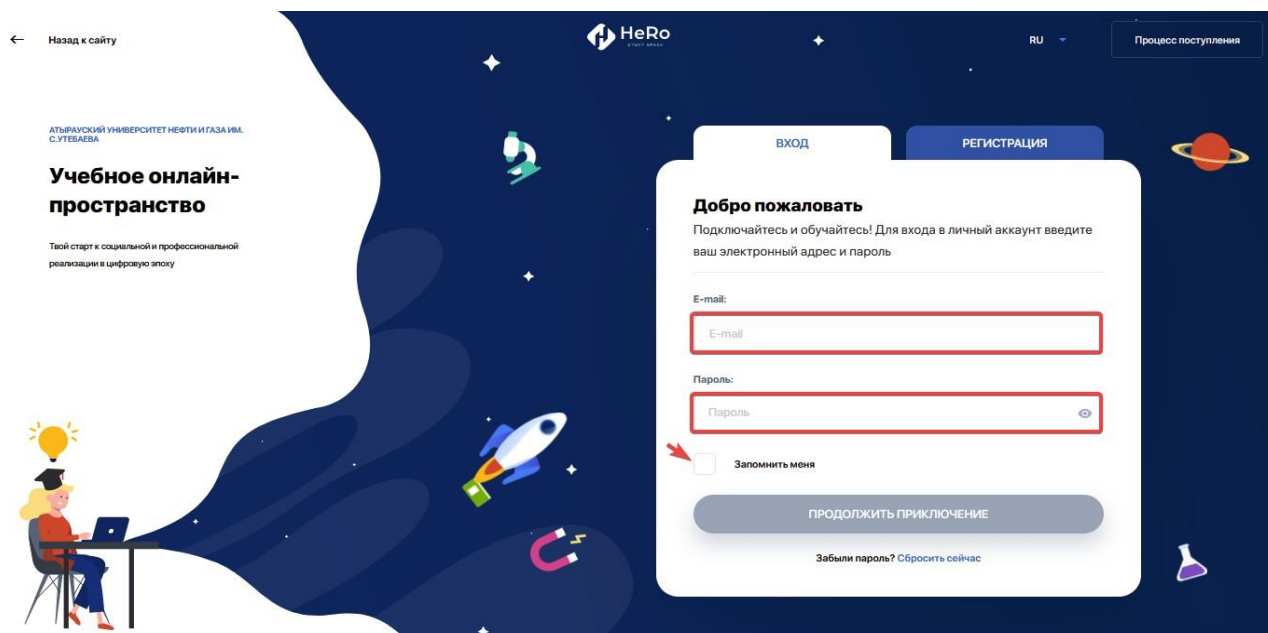 Назад к сайту
HeRo
STUDY SPACE
RU
Процесс поступления
АТЫРАУСКИЙ УНИВЕРСИТЕТ НЕФТИ И ГАЗА ИМ.
С.УТЕБАЕВА
Учебное онлайн-
пространство
Твой старт к социальной и профессиональной
реализации в цифровую эпоху
ВХОД
РЕГИСТРАЦИЯ
Добро пожаловать
Подключайтесь и обучайтесь! Для входа в личный аккаунт введите
ваш электронный адрес и пароль
E-mail:
E-mail
Пароль:
Пароль
Запомнить меня
ПРОДОЛЖИТЬ ПРИКЛЮЧЕНИЕ
Забыли пароль? Сбросить сейчас